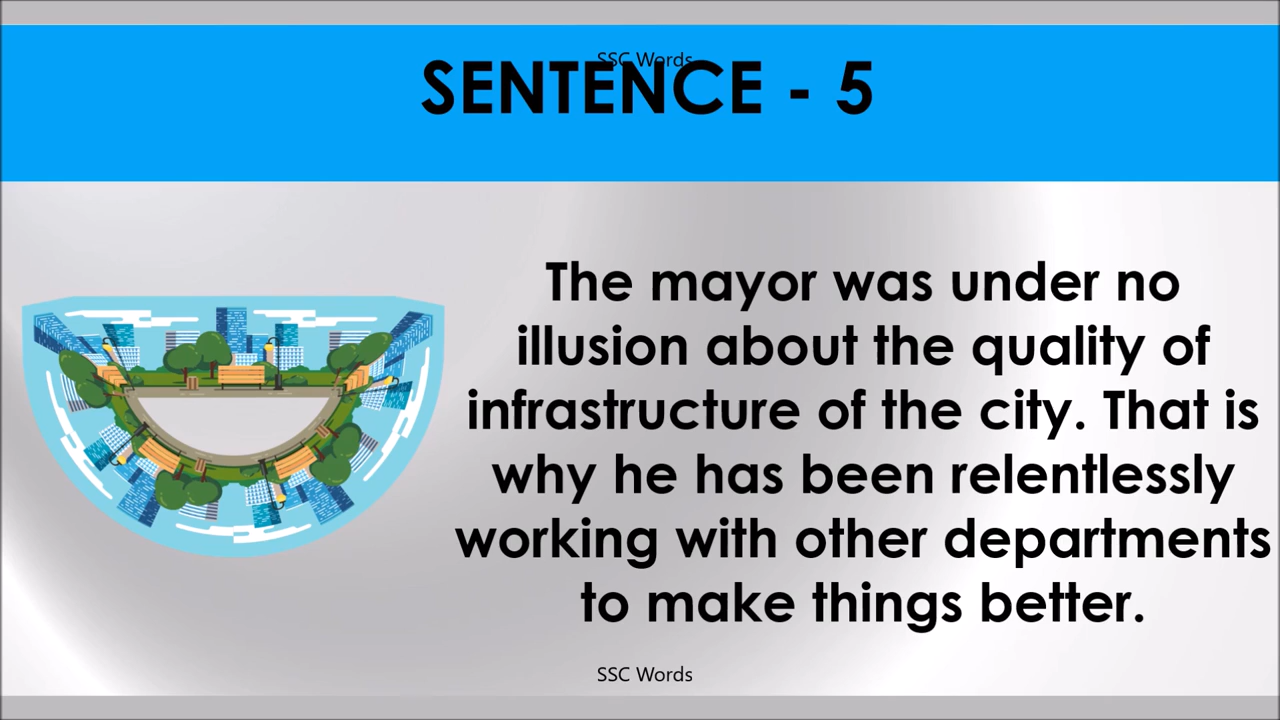 SSC Words
SENTENCE - 5
The mayor was under no
illusion about the quality of
infrastructure of the city. That is
why he has been relentlessly
working with other departments
to make things better.
SSC Words